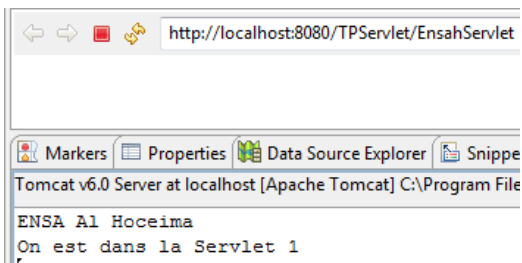 http://localhost:8080/TPServlet/EnsahServlet
Markers Properties Data Source Explorer Snippe
Tomcat v6.0 Server at localhost [Apache Tomcat] C:\Program File
ENSA Al Hoceima
On est dans la Servlet 1